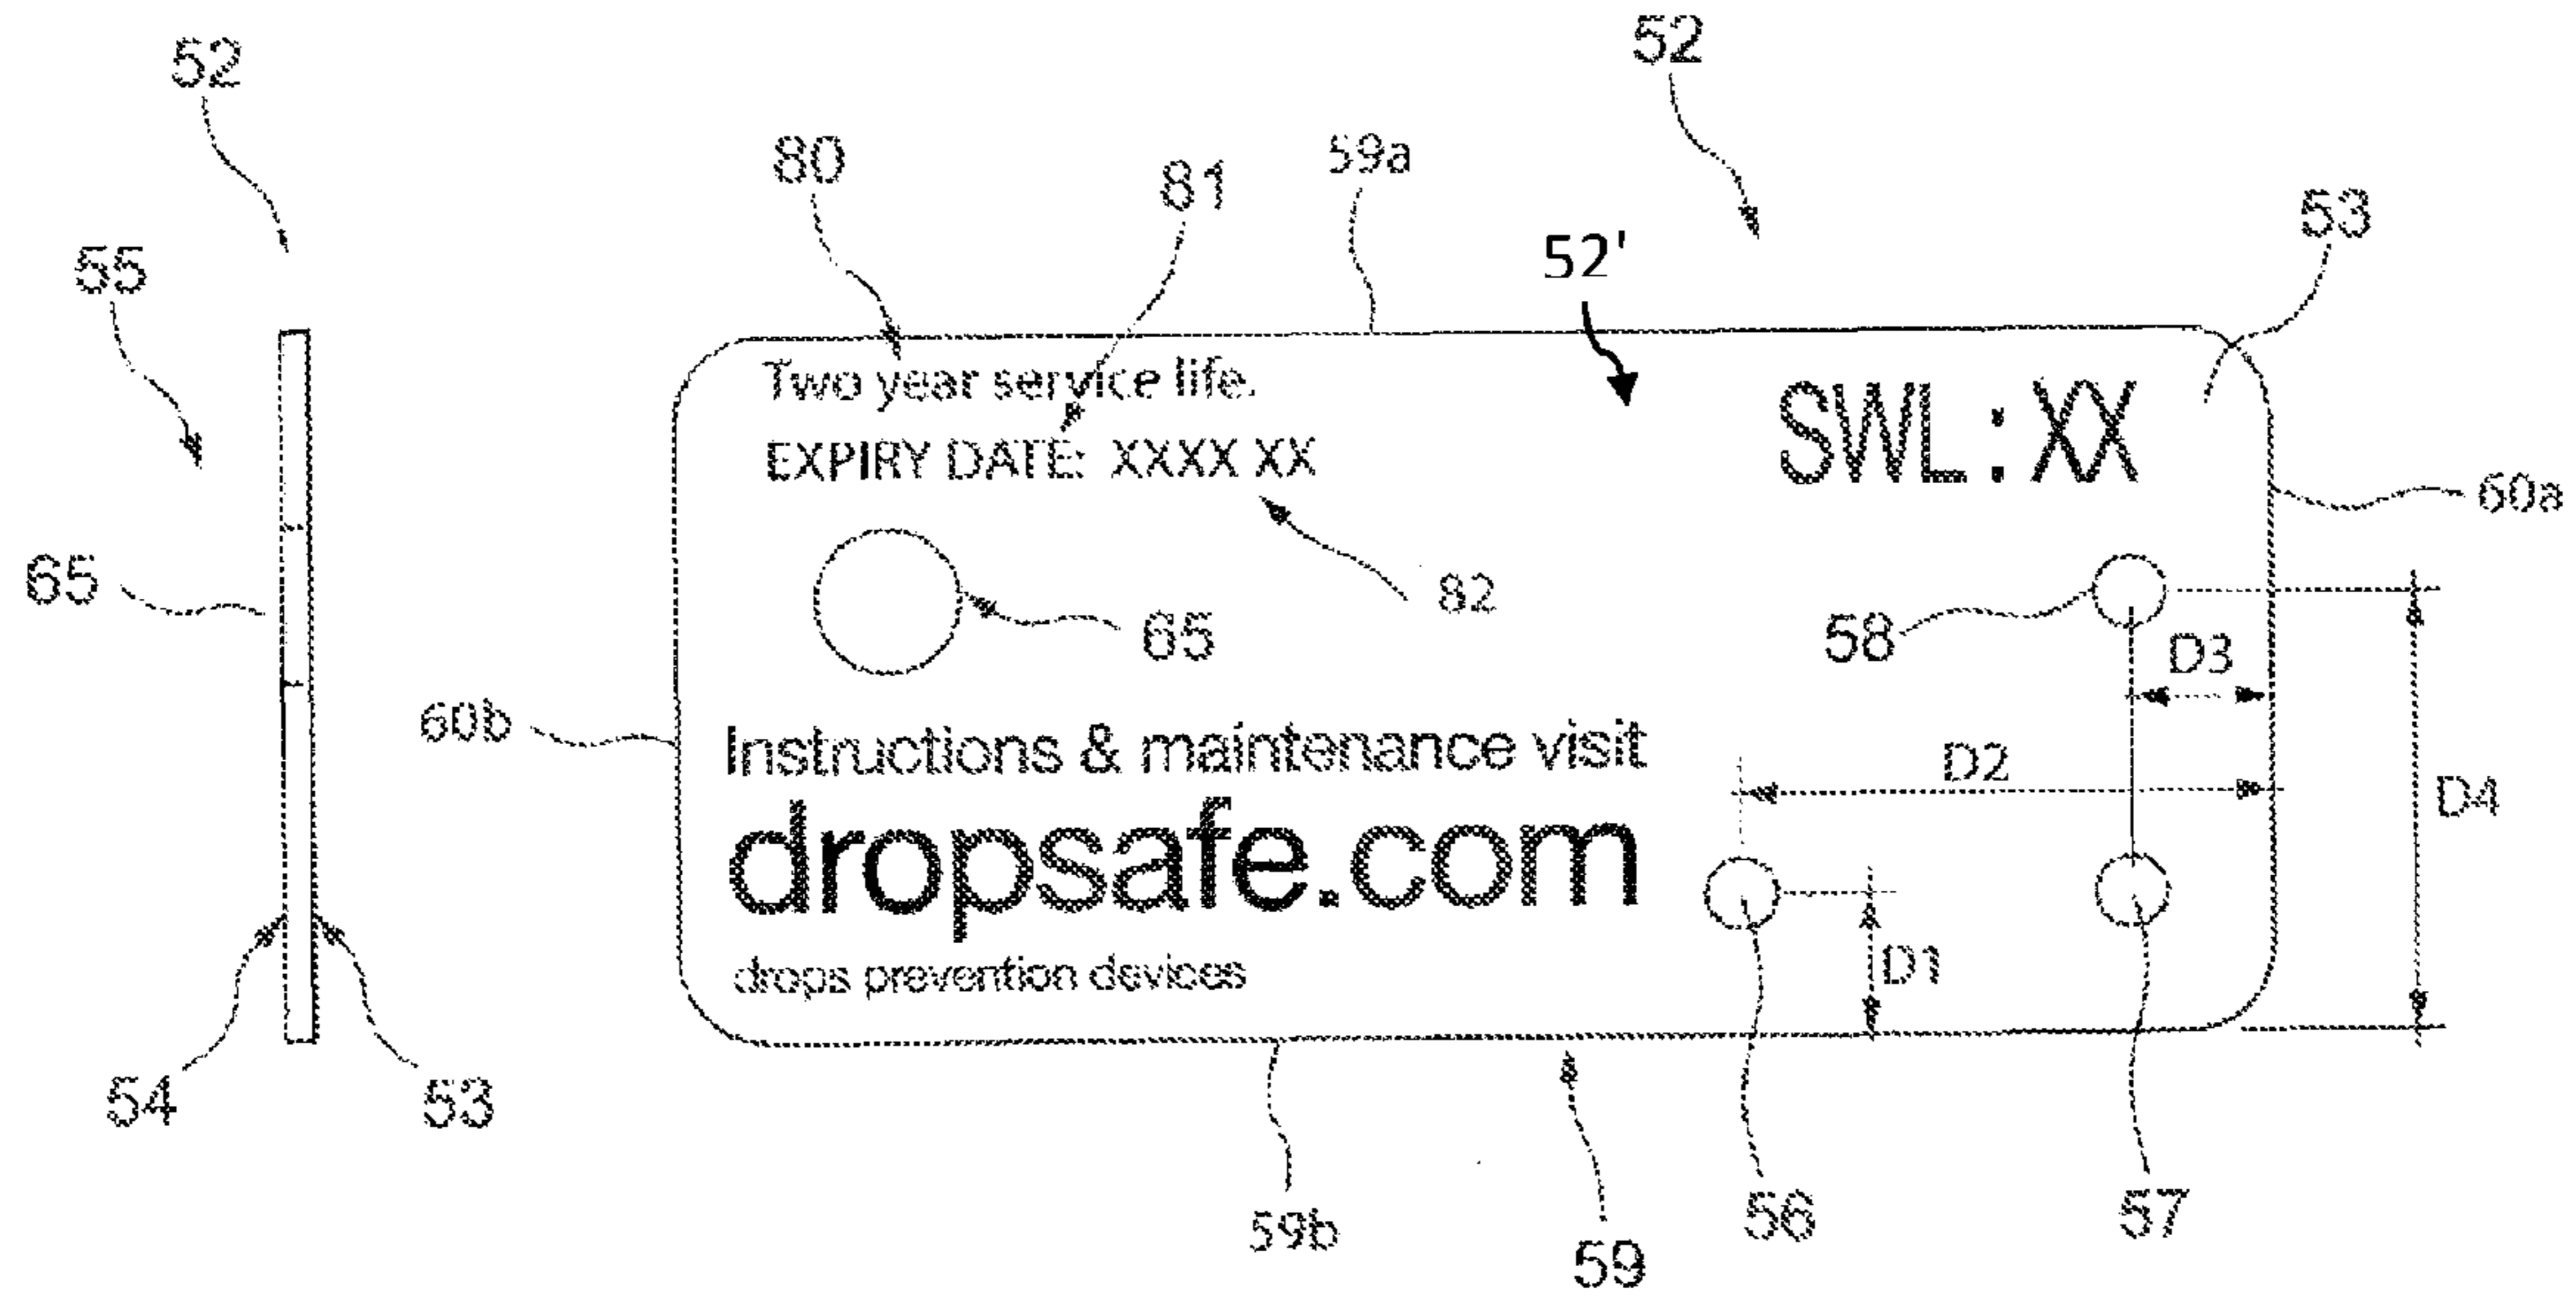 52
52
80
81
59a
53
55
52'
Two year service life.
SWL : XX
EXPIRY DATE: XXXX XX
60a
65
65
82
58
D3
60b
Instructions & maintenance visit
D2
D4
dropsafe.com
D1
drops prevention devices
54
53
59b
59
56
57